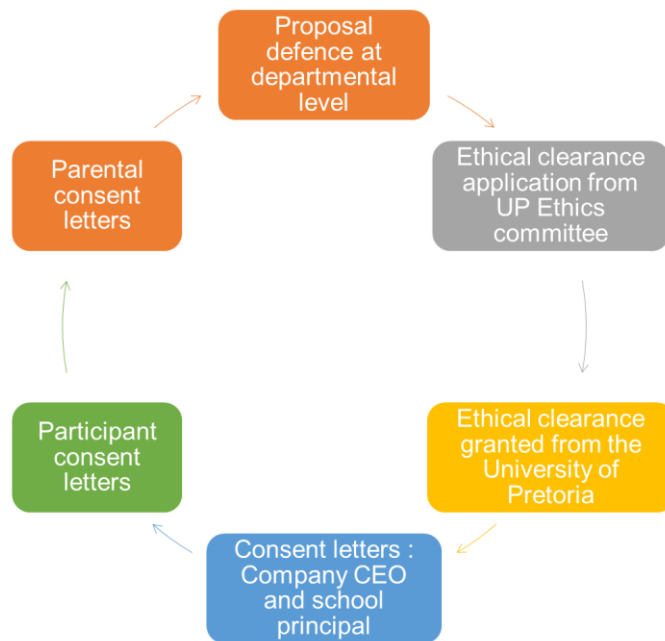 Proposal
defence at
departmental
level
Ethical clearance
application from
UP Ethics
committee
Ethical clearance
granted from the
University of
Pretoria
Consent letters :
Company CEO
and school
principal
Participant
consent
letters
Parental
consent
letters